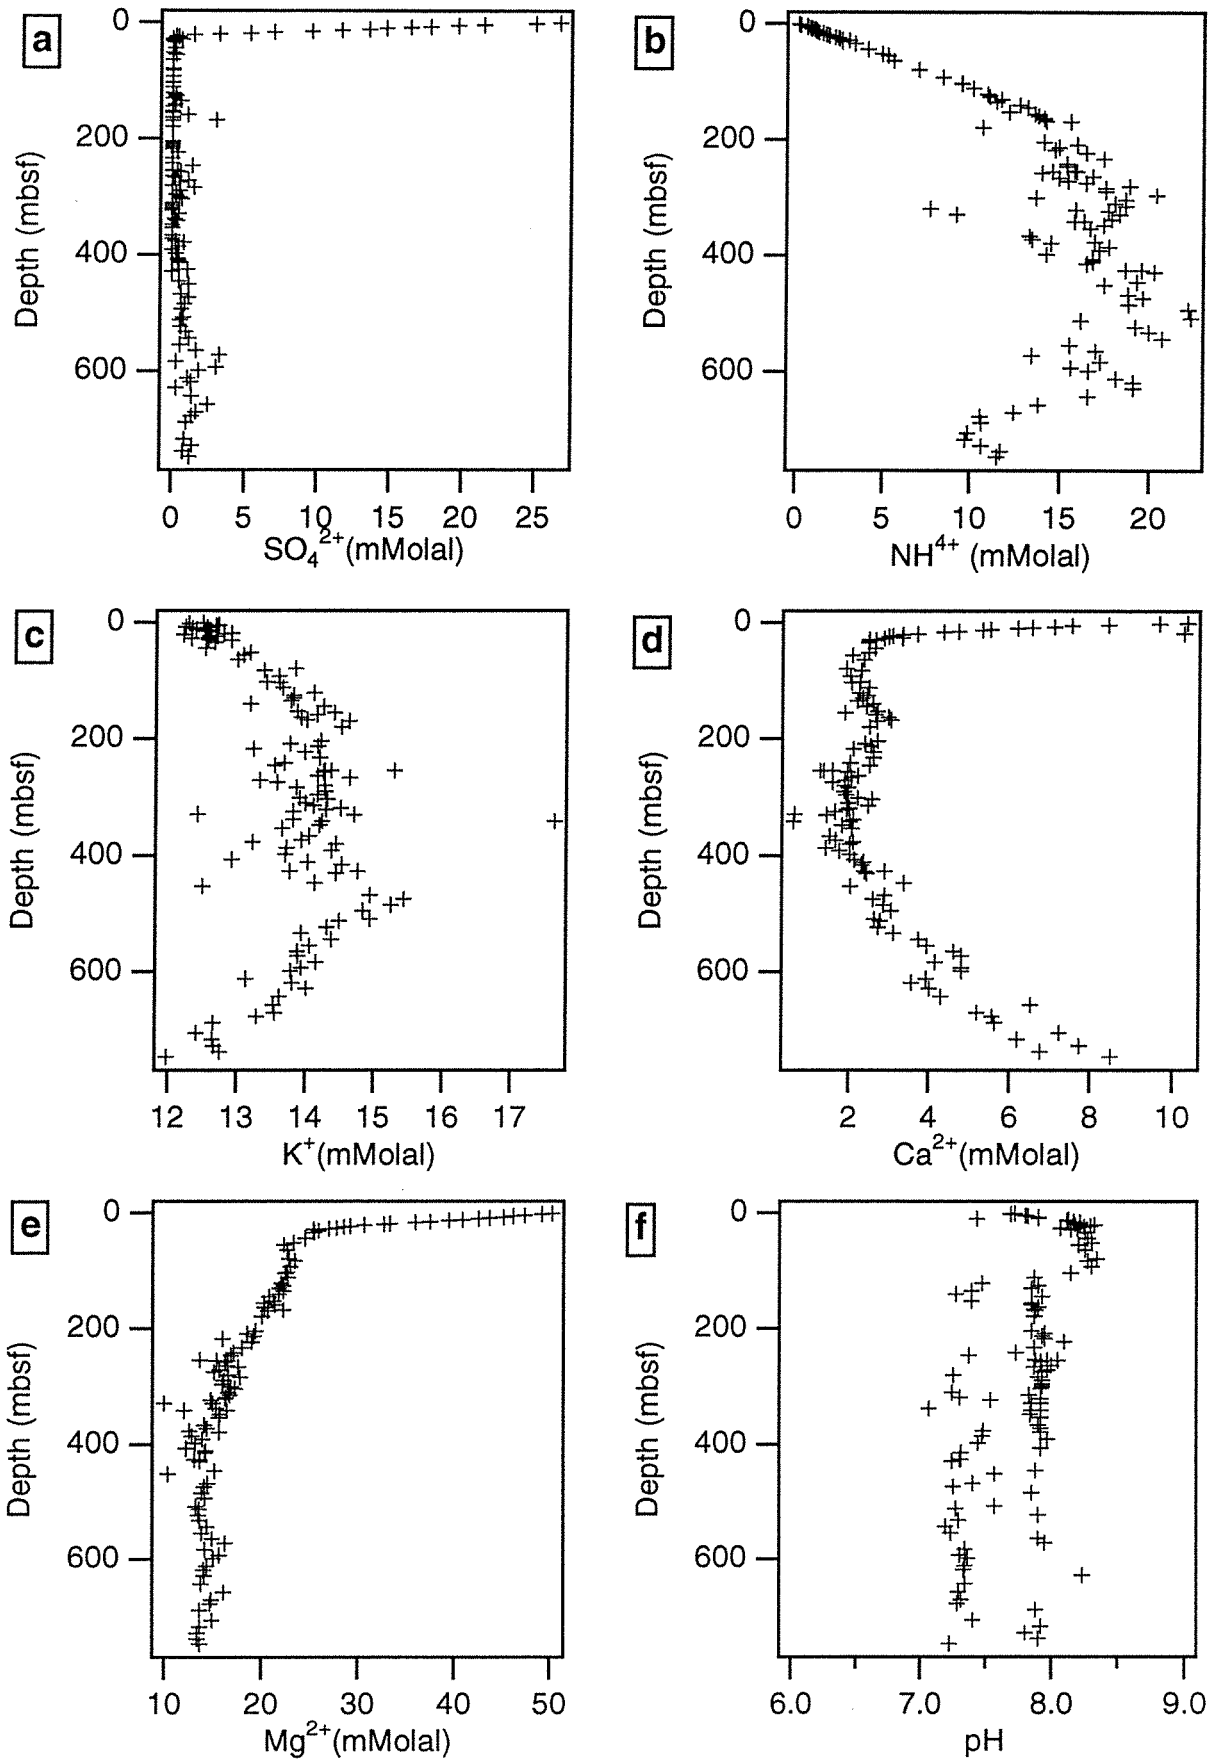 a
0
200
400
600
Depth (mbsf)
0 5 10 15 20 25
SO₄²⁺(mMolal)
b
0
200
400
600
Depth (mbsf)
0 5 10 15 20
NH⁴⁺ (mMolal)
c
0
200
400
600
Depth (mbsf)
12 13 14 15 16 17
K⁺(mMolal)
d
0
200
400
600
Depth (mbsf)
2 4 6 8 10
Ca²⁺(mMolal)
e
0
200
400
600
Depth (mbsf)
10 20 30 40 50
Mg²⁺(mMolal)
f
0
200
400
600
Depth (mbsf)
6.0 7.0 8.0 9.0
pH